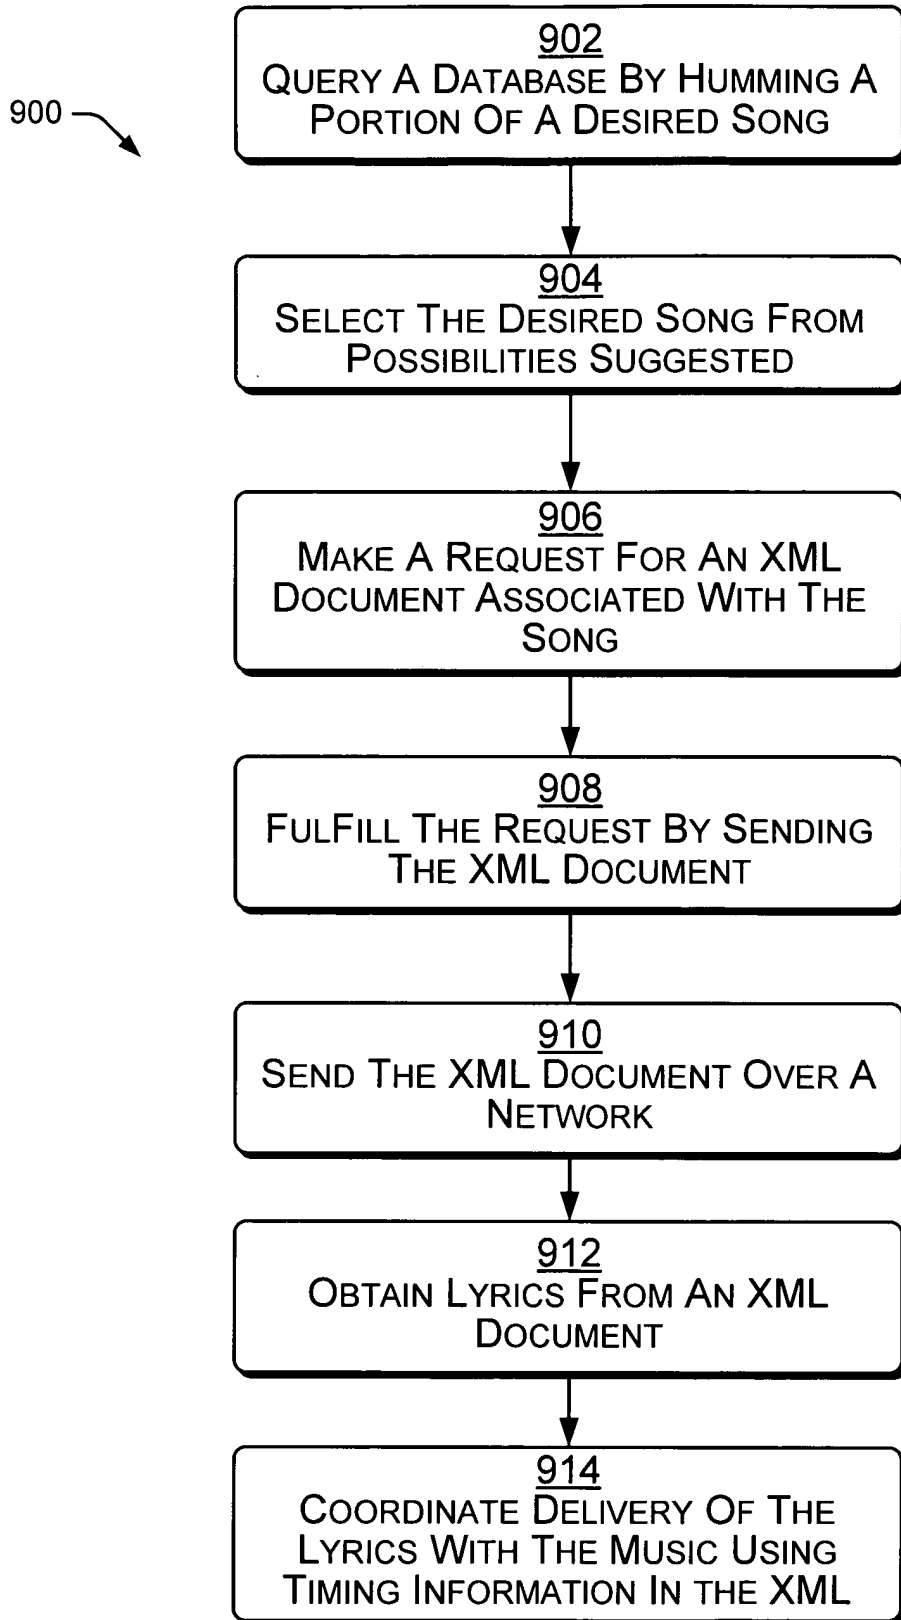 900
902
QUERY A DATABASE BY HUMMING A
PORTION OF A DESIRED SONG
904
SELECT THE DESIRED SONG FROM
POSSIBILITIES SUGGESTED
906
MAKE A REQUEST FOR AN XML
DOCUMENT ASSOCIATED WITH THE
SONG
908
FULFILL THE REQUEST BY SENDING
THE XML DOCUMENT
910
SEND THE XML DOCUMENT OVER A
NETWORK
912
OBTAIN LYRICS FROM AN XML
DOCUMENT
914
COORDINATE DELIVERY OF THE
LYRICS WITH THE MUSIC USING
TIMING INFORMATION IN THE XML